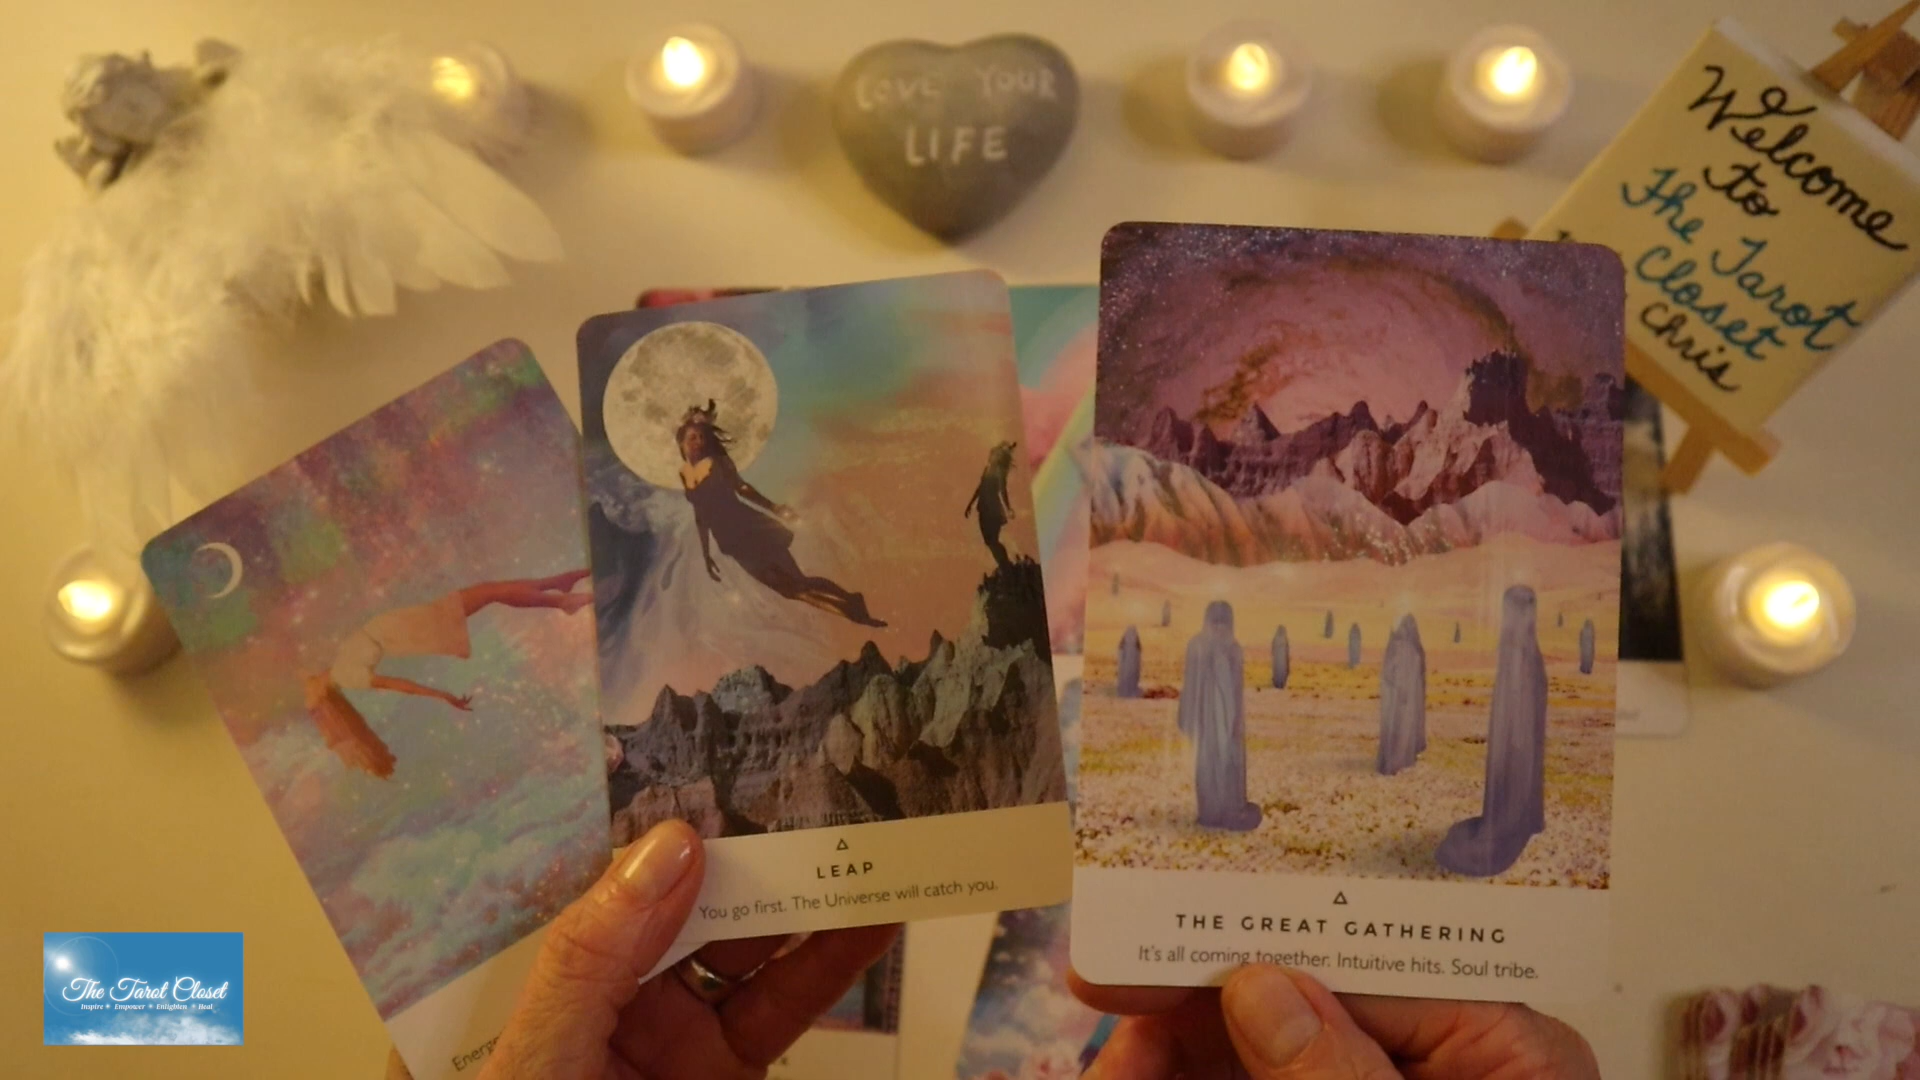 LOVE YOUR
LIFE
Welcome
to
The Tarot
Closet
Chris
LEAP
You go first. The Universe will catch you.
THE GREAT GATHERING
It's all coming together. Intuitive hits. Soul tribe.
The Tarot Closet
Inspire * Empower * Enlighten * Heal